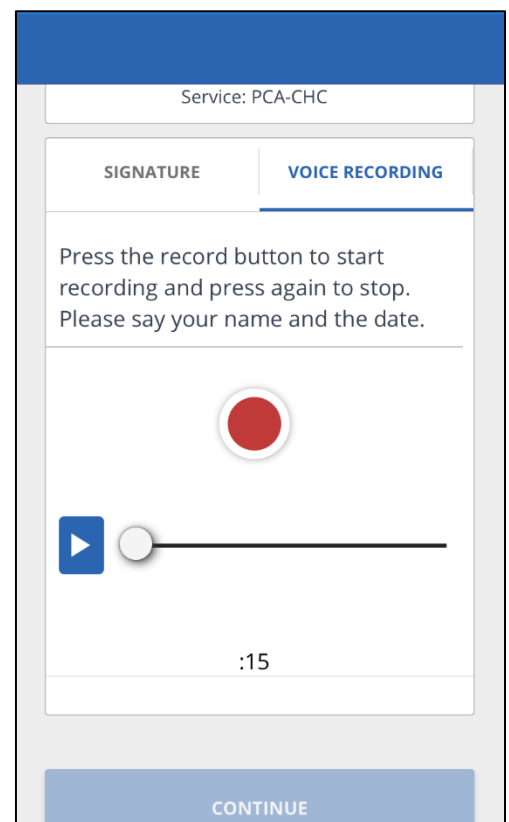 Service: PCA-CHC
SIGNATURE
VOICE RECORDING
Press the record button to start
recording and press again to stop.
Please say your name and the date.
:15
CONTINUE